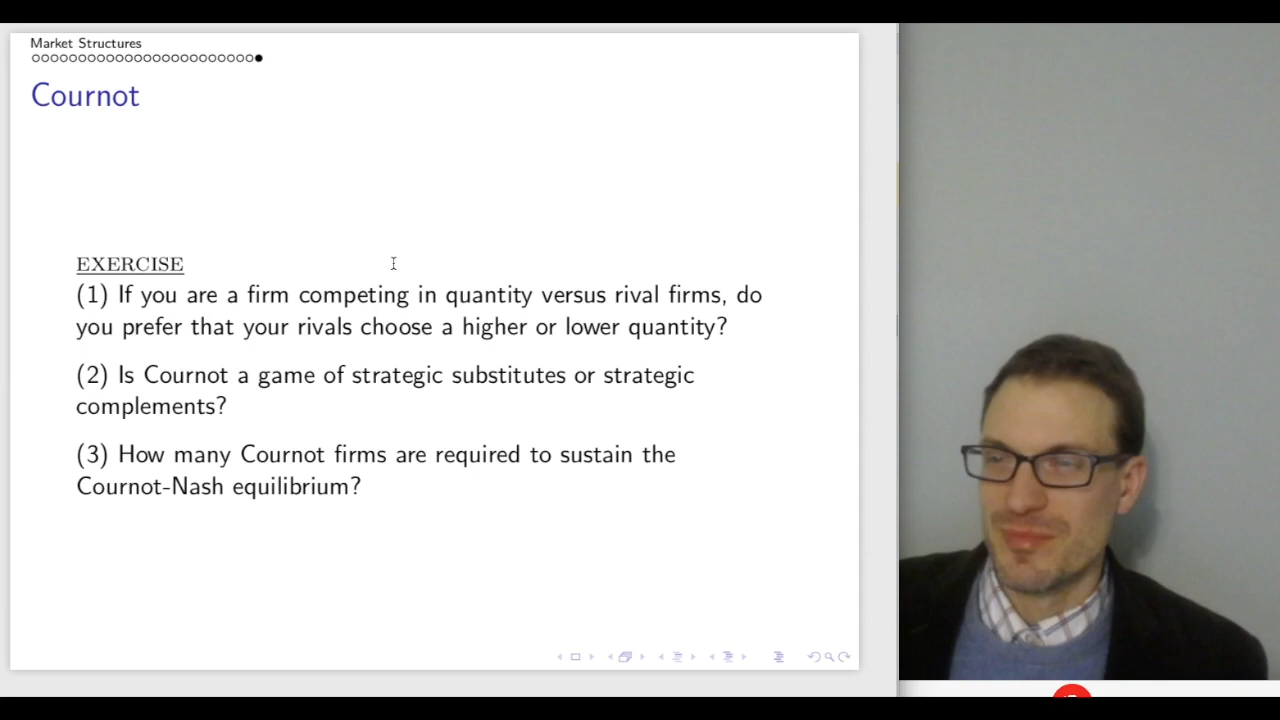 Market Structures
Cournot
EXERCISE
(1) If you are a firm competing in quantity versus rival firms, do
you prefer that your rivals choose a higher or lower quantity?
(2) Is Cournot a game of strategic substitutes or strategic
complements?
(3) How many Cournot firms are required to sustain the
Cournot-Nash equilibrium?